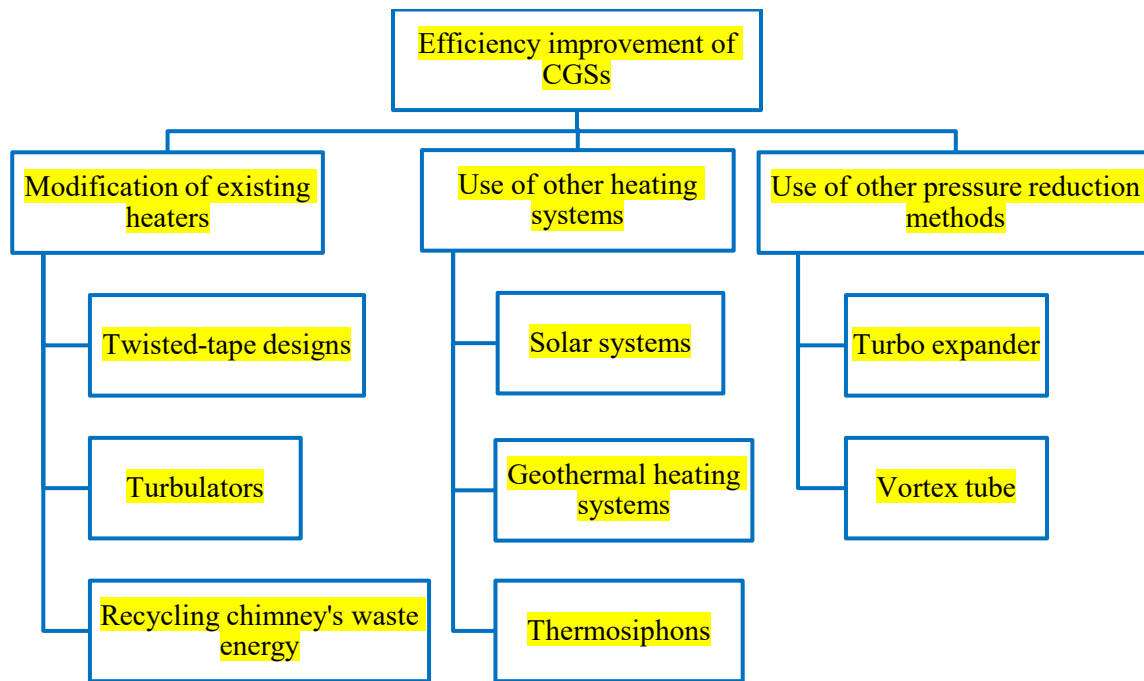 Efficiency improvement of
CGSs
Modification of existing
heaters
Use of other heating
systems
Use of other pressure reduction
methods
Twisted-tape designs
Turbulators
Recycling chimney's waste
energy
Solar systems
Geothermal heating
systems
Thermosiphons
Turbo expander
Vortex tube